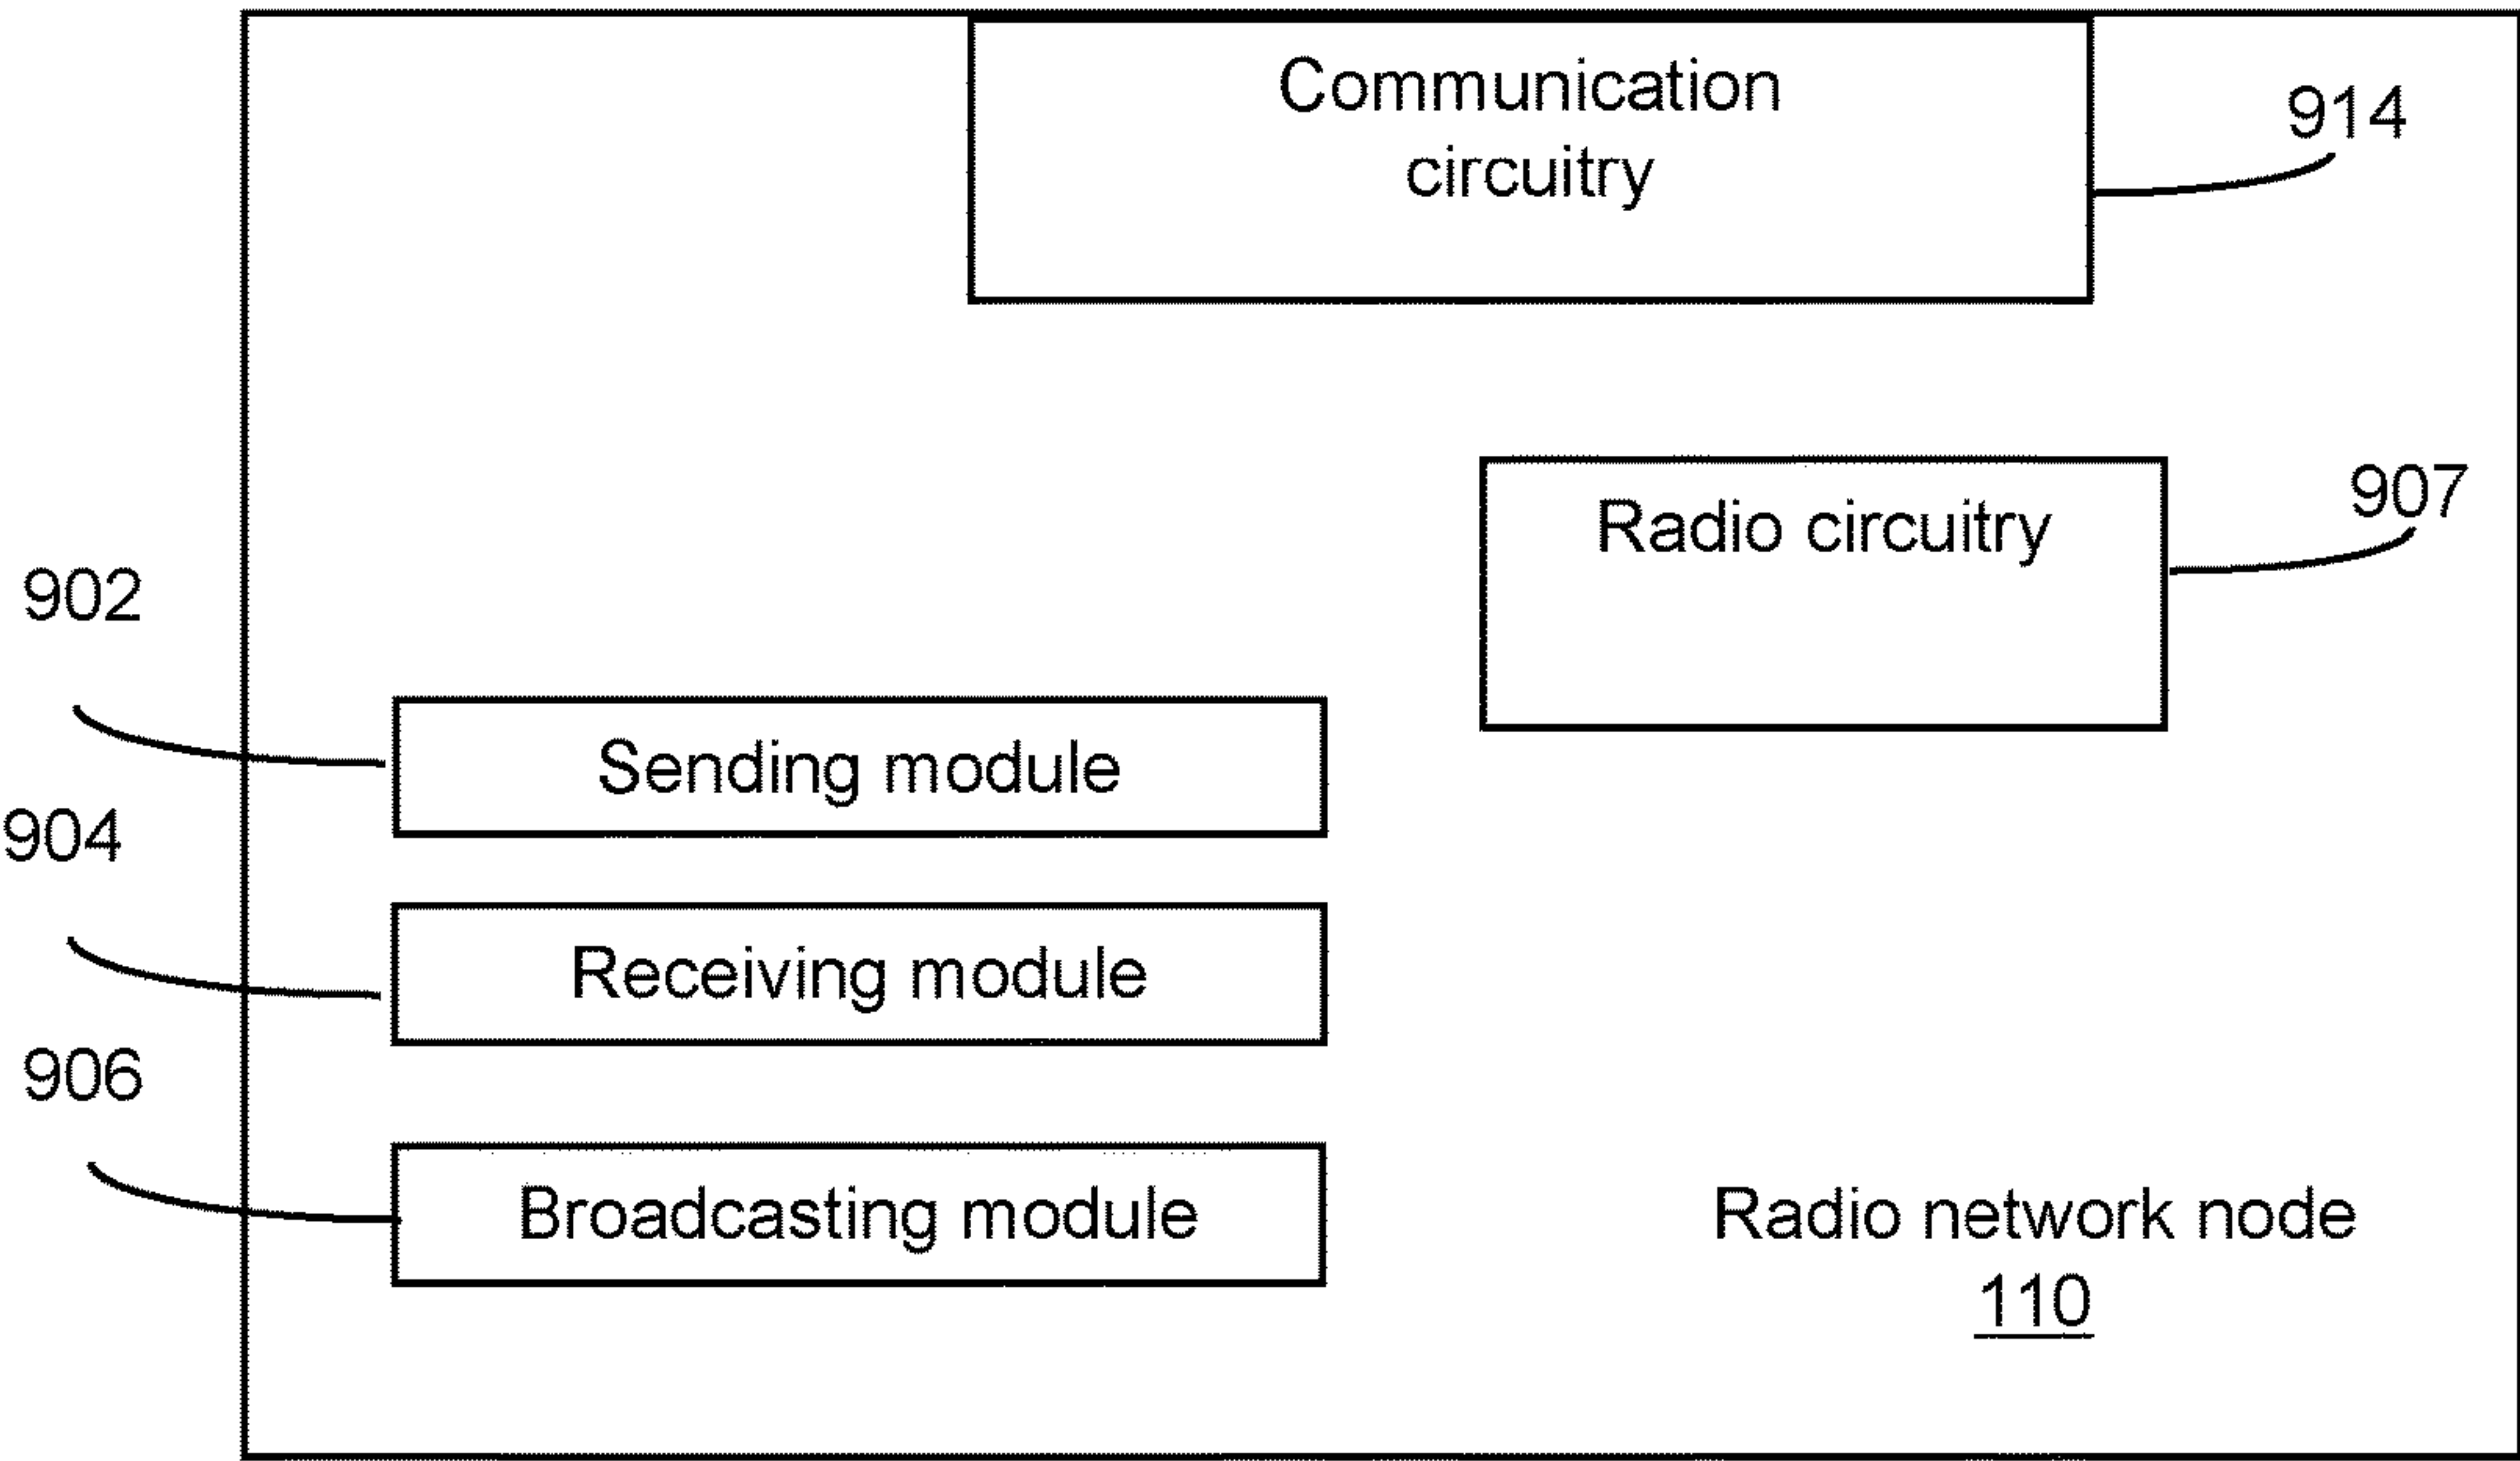 Communication
circuitry
914
Radio circuitry
907
902
Sending module
904
Receiving module
906
Broadcasting module
Radio network node
110